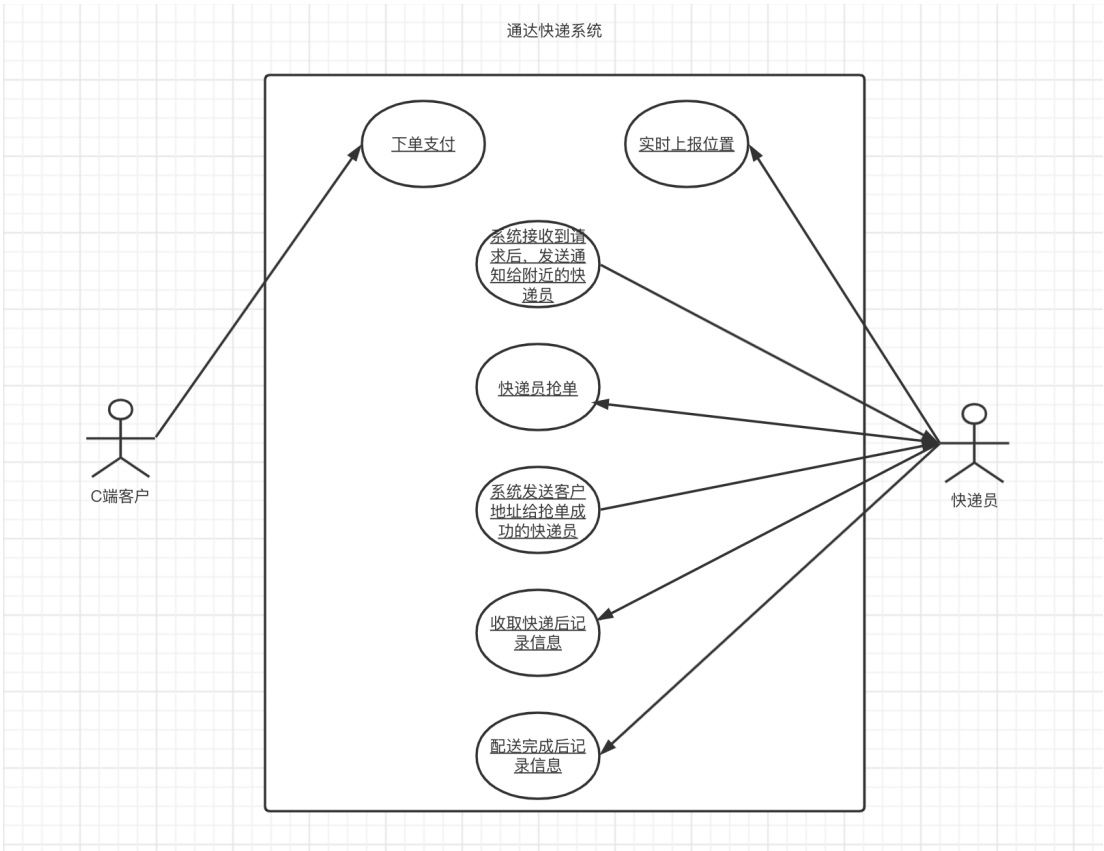 通达快递系统
下单支付
实时上报位置
系统接收到请
求后，发送通
知给附近的快
递员
快递员抢单
C端客户
快递员
系统发送客户
地址给抢单成
功的快递员
收取快递后记
录信息
配送完成后记
录信息